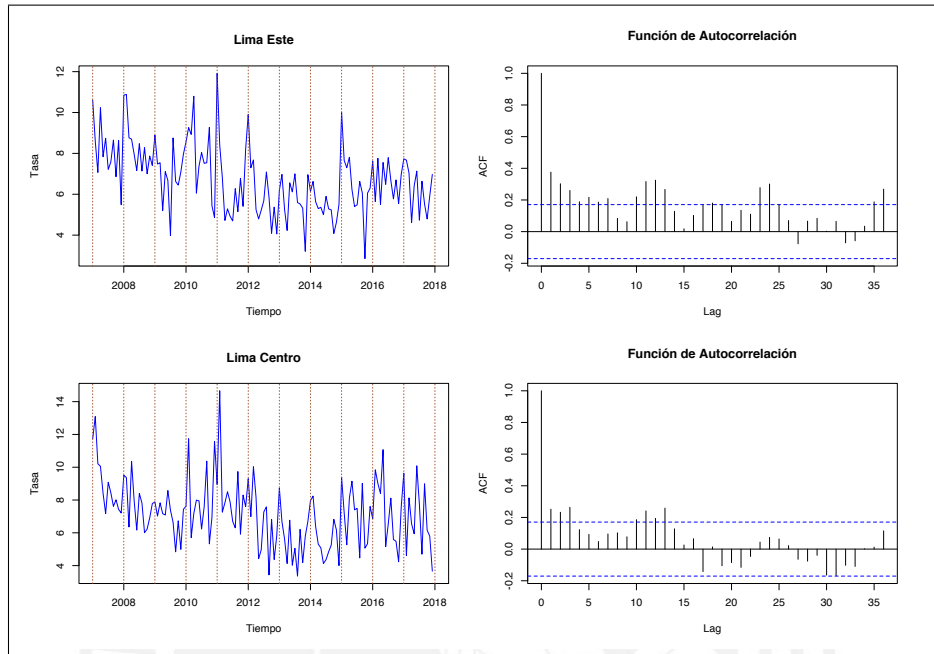 Lima Este
Tasa
12
10
8
6
4
2008 2010 2012 2014 2016 2018
Tiempo
Función de Autocorrelación
ACF
1.0
0.8
0.6
0.4
0.2
0.0
-0.2
0 5 10 15 20 25 30 35
Lag
Lima Centro
Tasa
14
12
10
8
6
4
2008 2010 2012 2014 2016 2018
Tiempo
Función de Autocorrelación
ACF
1.0
0.8
0.6
0.4
0.2
0.0
-0.2
0 5 10 15 20 25 30 35
Lag